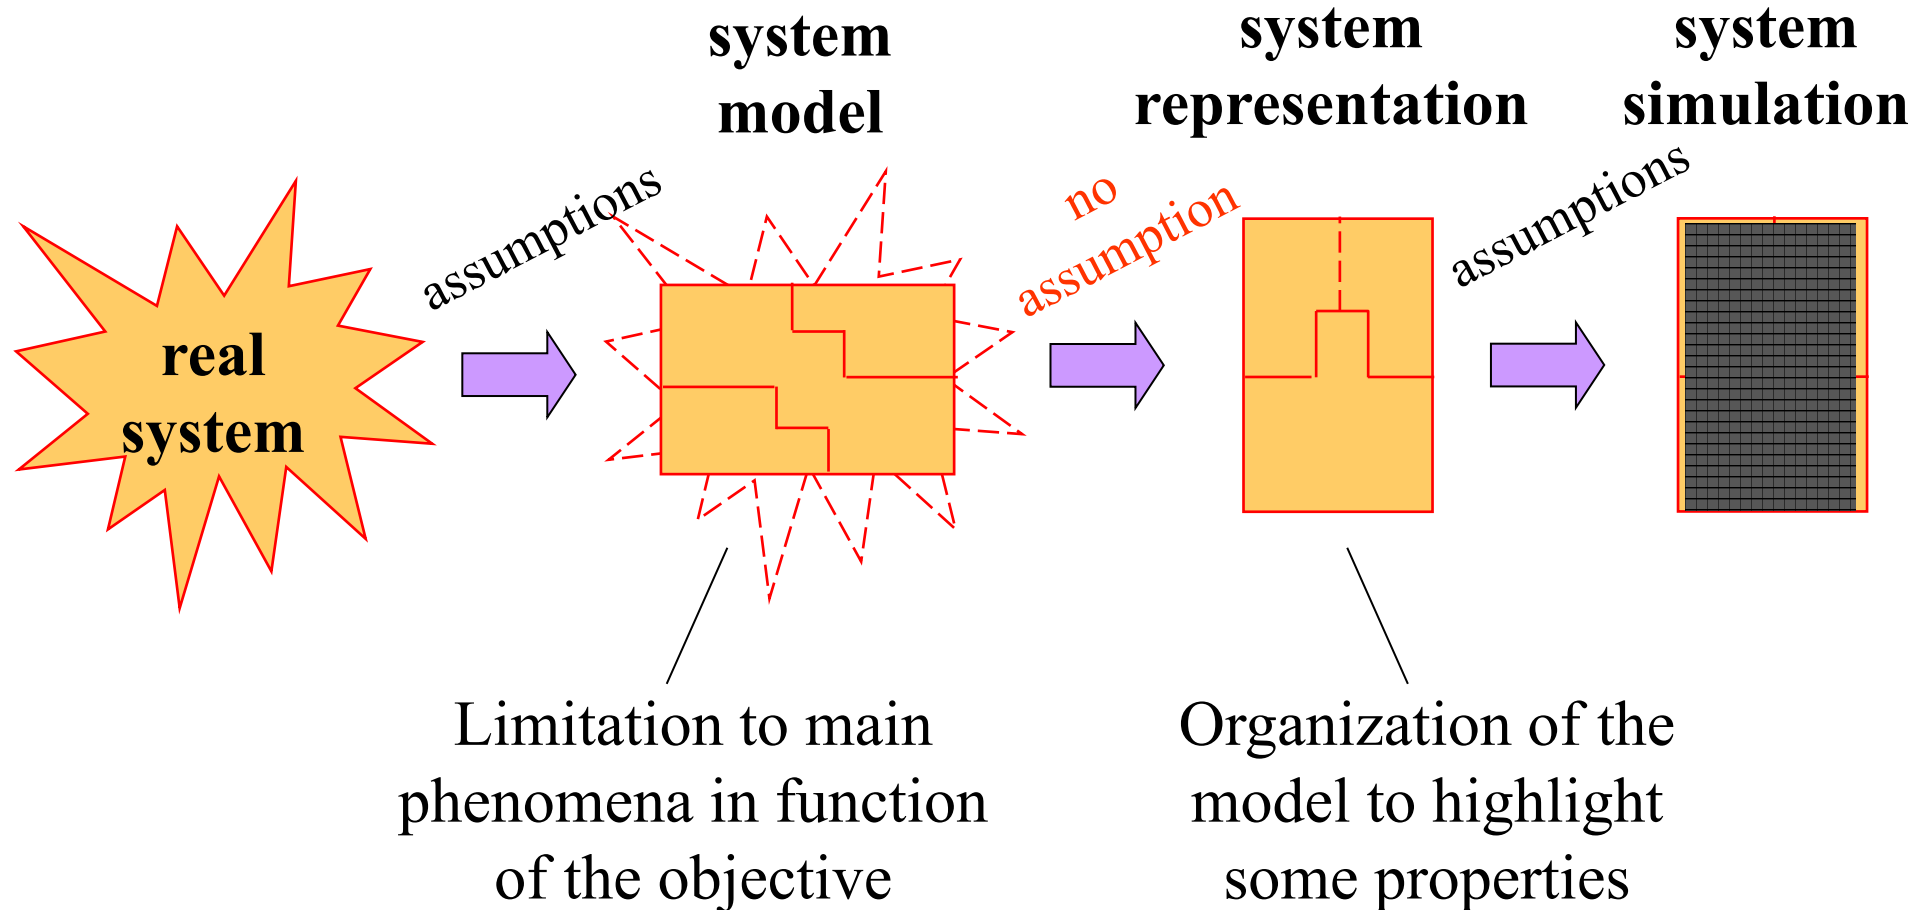 system
model
system
representation
system
simulation
assumptions
no
assumption
assumptions
real
system
Limitation to main
phenomena in function
of the objective
Organization of the
model to highlight
some properties